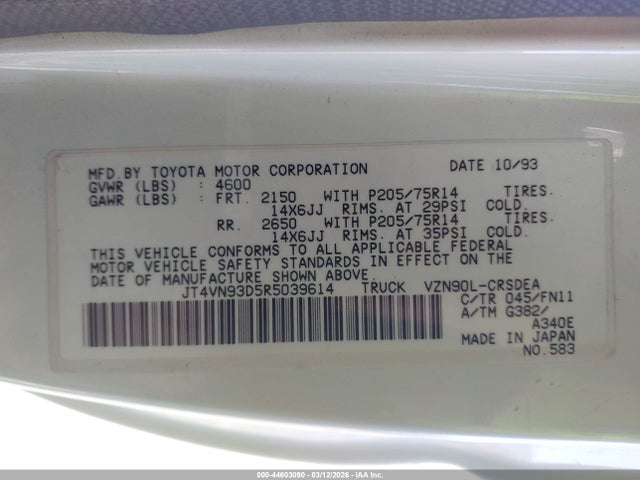 MFD.BY TOYOTA MOTOR CORPORATION DATE 10/93
GVWR (LBS) : 4600
GAWR (LBS) : FRT. 2150 WITH P205/75R14 TIRES.
14X6JJ RIMS. AT 29PSI COLD.
RR. 2650 WITH P205/75R14 TIRES.
14X6JJ RIMS. AT 35PSI COLD.
THIS VEHICLE CONFORMS TO ALL APPLICABLE FEDERAL
MOTOR VEHICLE SAFETY STANDARDS IN EFFECT ON THE
DATE OF MANUFACTURE SHOWN ABOVE.
JT4VN93D5R5039614 TRUCK VZN90L-CRSDEA
C/TR 045/FN11
A/TM G382/
A340E
MADE IN JAPAN
NO.583
000-44603090 - 03/12/2026 - IAAI.com